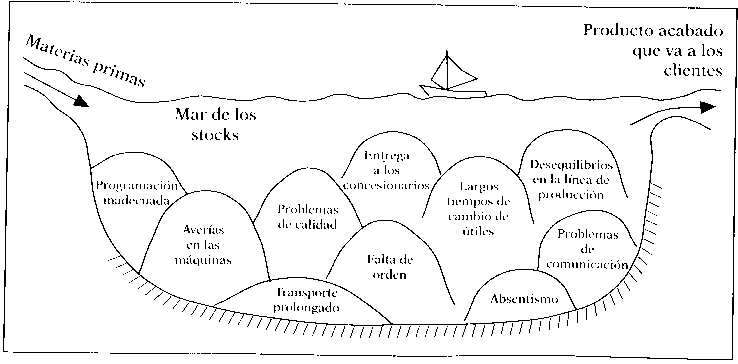 Materias primas
Producto acabado
que va a los
clientes
Mar de los
stocks
Programación
inadecuada
Averías
en las
máquinas
Problemas
de calidad
Entrega
a los
concesionarios
Largos
tiempos de
cambio de
útiles
Desequilibrios
en la línea de
producción
Falta de
orden
Problemas
de
comunicación
Transporte
prolongado
Absentismo